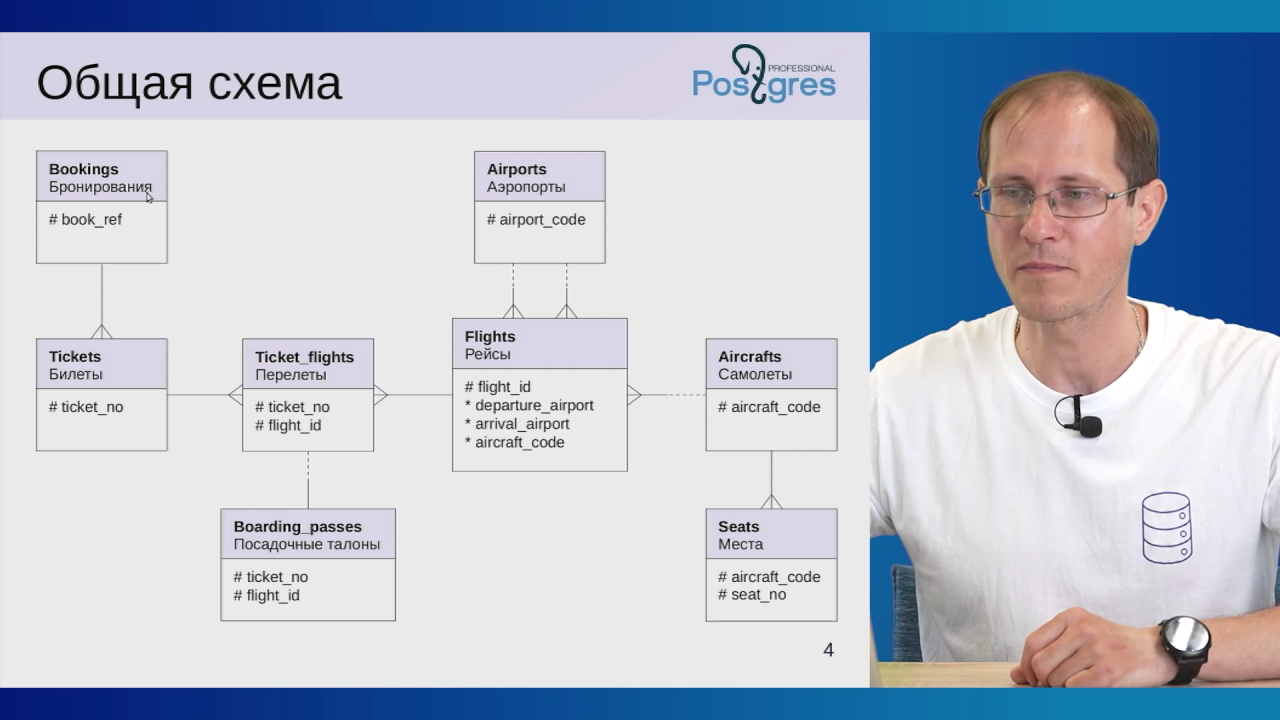 Общая схема
PROFESSIONAL
Postgres
Bookings
Бронирования
# book_ref
Airports
Аэропорты
# airport_code
Tickets
Билеты
# ticket_no
Ticket_flights
Перелеты
# ticket_no
# flight_id
Flights
Рейсы
# flight_id
* departure_airport
* arrival_airport
* aircraft_code
Aircrafts
Самолеты
# aircraft_code
Boarding_passes
Посадочные талоны
# ticket_no
# flight_id
Seats
Места
# aircraft_code
# seat_no
4